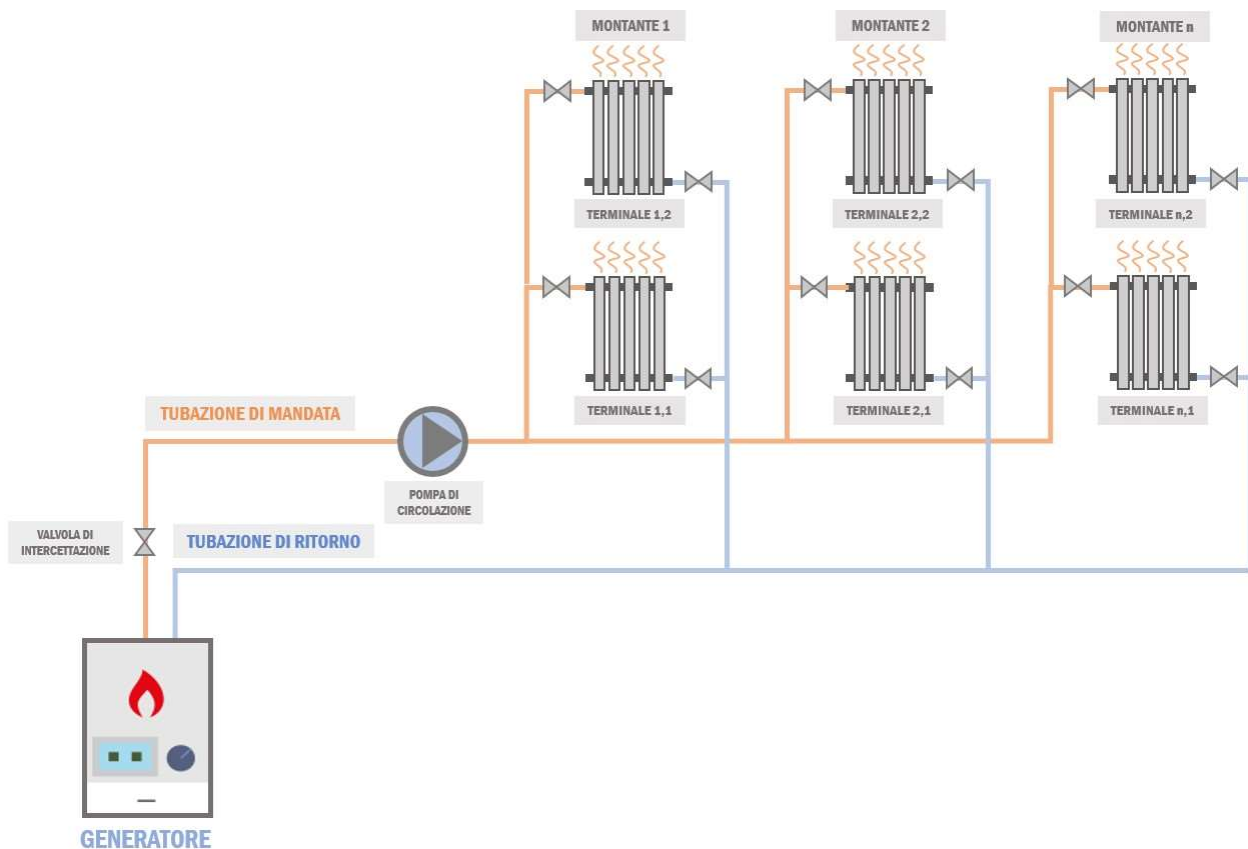 MONTANTE 1
MONTANTE 2
MONTANTE n
TERMINALE 1,2
TERMINALE 2,2
TERMINALE n,2
TERMINALE 1,1
TERMINALE 2,1
TERMINALE n,1
TUBAZIONE DI MANDATA
POMPA DI
CIRCOLAZIONE
VALVOLA DI
INTERCETTAZIONE
TUBAZIONE DI RITORNO
GENERATORE